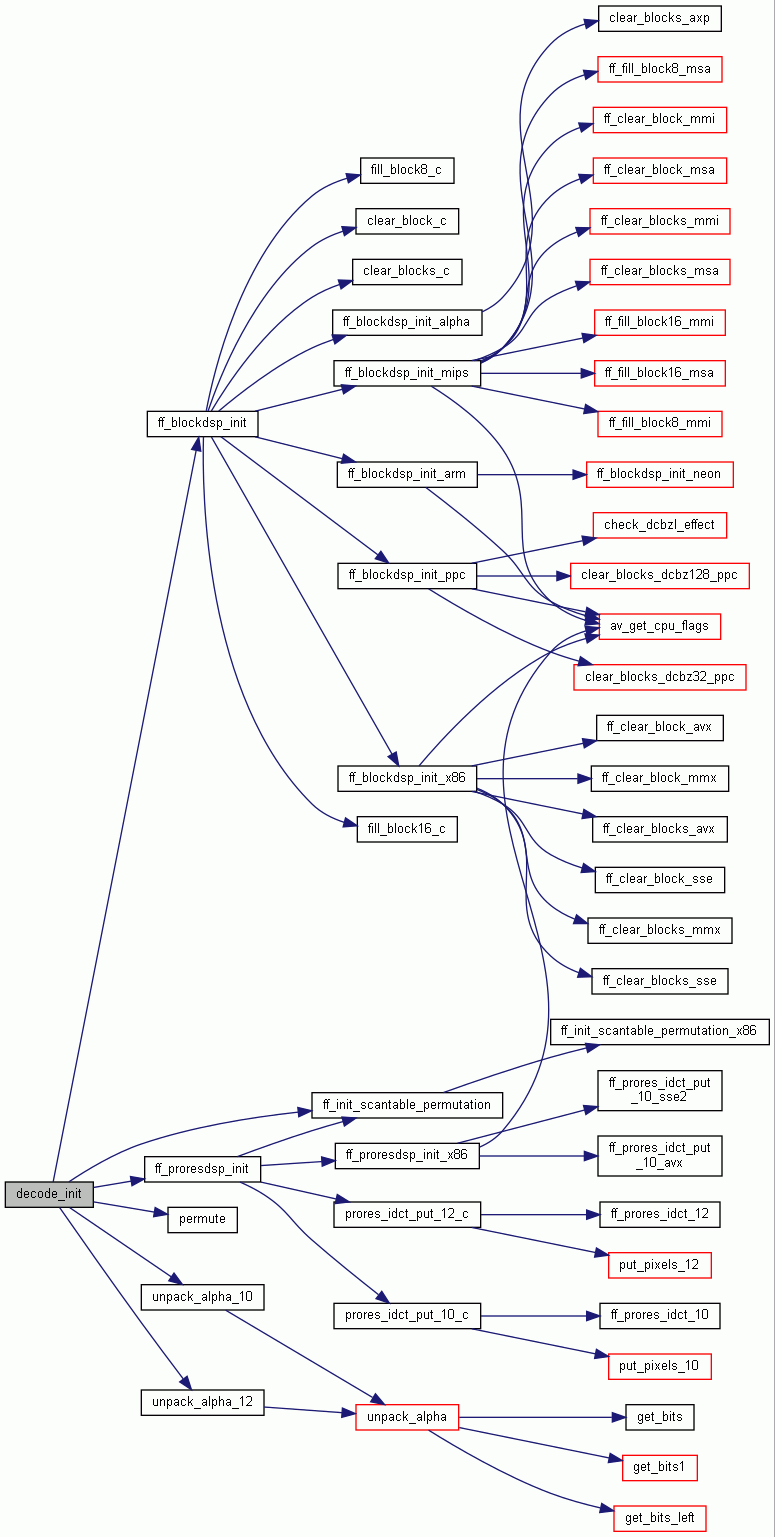 clear_blocks_axp
ff_fill_block8_msa
ff_clear_block_mmi
fill_block8_c
ff_clear_block_msa
clear_block_c
ff_clear_blocks_mmi
clear_blocks_c
ff_clear_blocks_msa
ff_blockdsp_init_alpha
ff_fill_block16_mmi
ff_blockdsp_init_mips
ff_fill_block16_msa
ff_blockdsp_init
ff_fill_block8_mmi
ff_blockdsp_init_arm
ff_blockdsp_init_neon
check_dcbzl_effect
ff_blockdsp_init_ppc
clear_blocks_dcbz128_ppc
av_get_cpu_flags
clear_blocks_dcbz32_ppc
ff_clear_block_avx
ff_blockdsp_init_x86
ff_clear_block_mmx
fill_block16_c
ff_clear_blocks_avx
ff_clear_block_sse
ff_clear_blocks_mmx
ff_clear_blocks_sse
ff_init_scantable_permutation_x86
ff_prores_idct_put
_10_sse2
ff_init_scantable_permutation
ff_proresdsp_init
ff_proresdsp_init_x86
ff_prores_idct_put
_10_avx
decode_init
permute
prores_idct_put_12_c
ff_prores_idct_12
put_pixels_12
unpack_alpha_10
prores_idct_put_10_c
ff_prores_idct_10
put_pixels_10
unpack_alpha_12
unpack_alpha
get_bits
get_bits1
get_bits_left